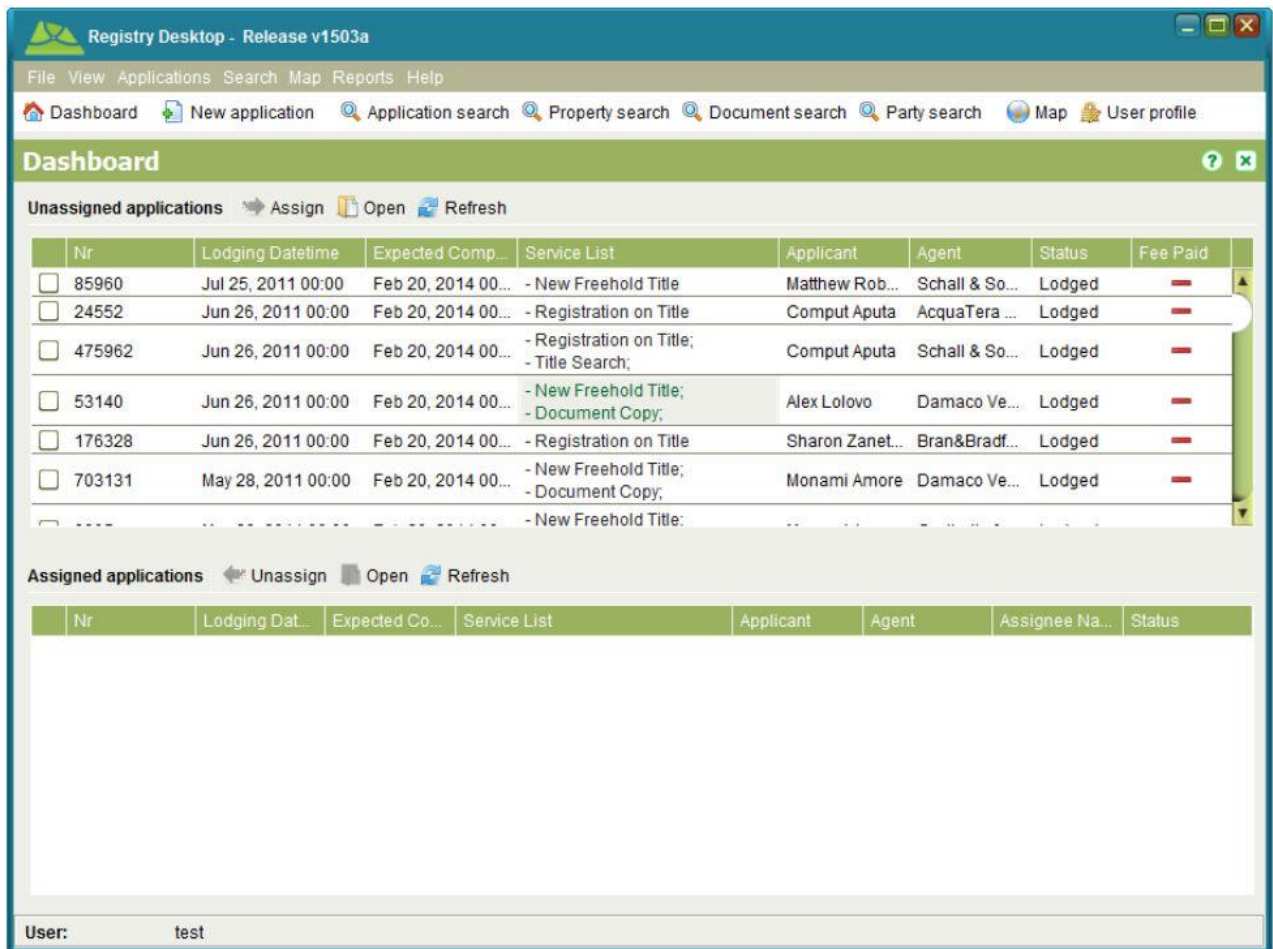 Registry Desktop - Release v1503a
File View Applications Search Map Reports Help
Dashboard New application Application search Property search Document search Party search Map User profile
Dashboard
Unassigned applications Assign Open Refresh
Nr Lodging Datetime Expected Comp... Service List Applicant Agent Status Fee Paid
85960 Jul 25, 2011 00:00 Feb 20, 2014 00... - New Freehold Title Matthew Rob... Schall & So... Lodged
24552 Jun 26, 2011 00:00 Feb 20, 2014 00... - Registration on Title Comput Aputa AcquaTera ... Lodged
475962 Jun 26, 2011 00:00 Feb 20, 2014 00... - Registration on Title; Comput Aputa Schall & So... Lodged
- Title Search;
53140 Jun 26, 2011 00:00 Feb 20, 2014 00... - New Freehold Title; Alex Lolovo Damaco Ve... Lodged
- Document Copy;
176328 Jun 26, 2011 00:00 Feb 20, 2014 00... - Registration on Title Sharon Zanet... Bran&Bradf... Lodged
703131 May 28, 2011 00:00 Feb 20, 2014 00... - New Freehold Title; Monami Amore Damaco Ve... Lodged
- Document Copy;
- New Freehold Title;
Assigned applications Unassign Open Refresh
Nr Lodging Dat... Expected Co... Service List Applicant Agent Assignee Na... Status
User: test